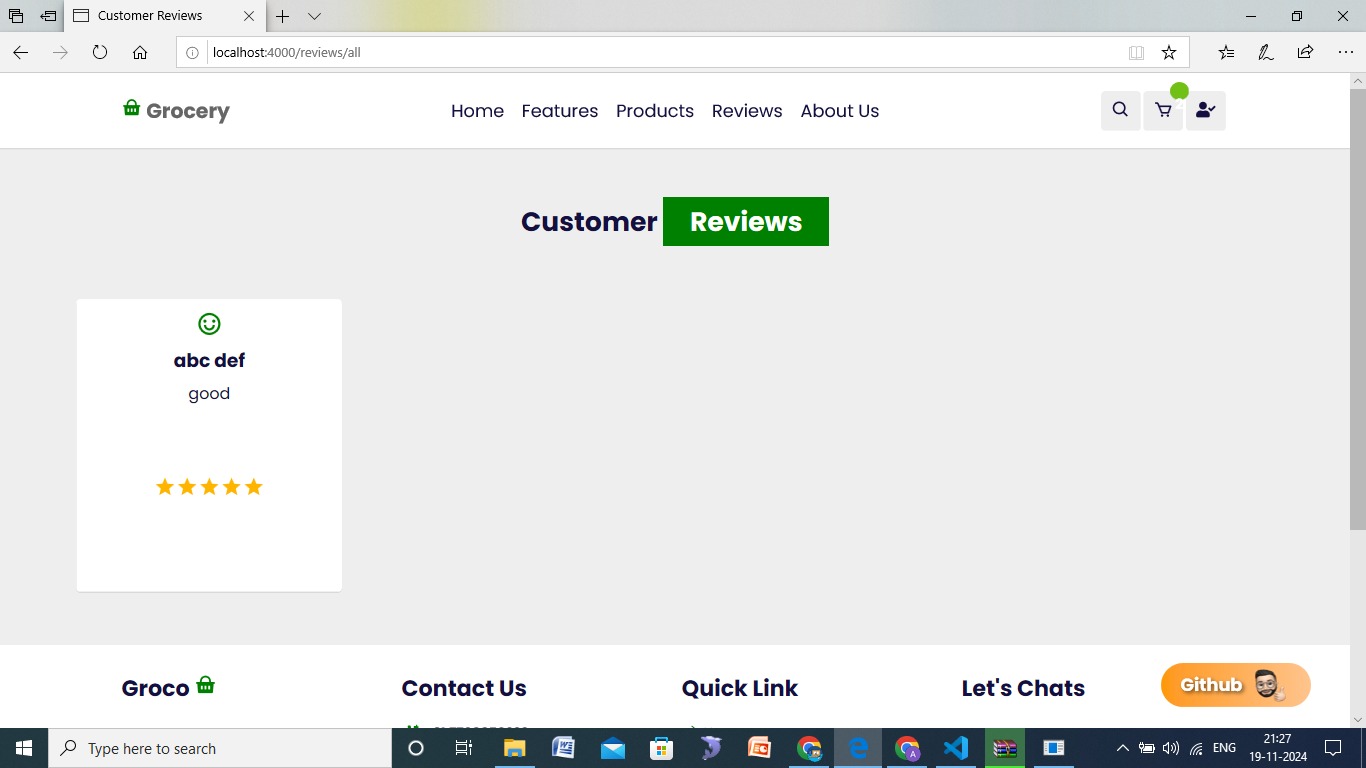 Customer Reviews
localhost:4000/reviews/all
Grocery
Home Features Products Reviews About Us
Customer Reviews
abc def
good
Groco
Contact Us
Quick Link
Let's Chats
Github
Type here to search
ENG
21:27
19-11-2024